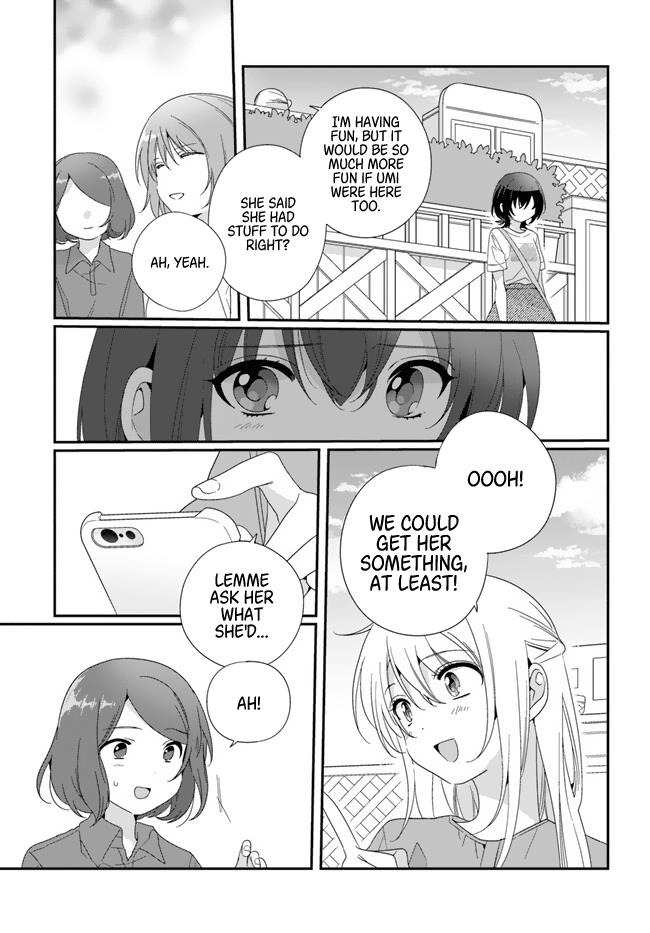 I'M HAVING
FUN, BUT IT
WOULD BE SO
MUCH MORE
FUN IF UMI
WERE HERE
TOO.
SHE SAID
SHE HAD
STUFF TO DO
RIGHT?
AH, YEAH.
OOOH!
WE COULD
GET HER
SOMETHING,
AT LEAST!
LEMME
ASK HER
WHAT
SHE'D...
AH!